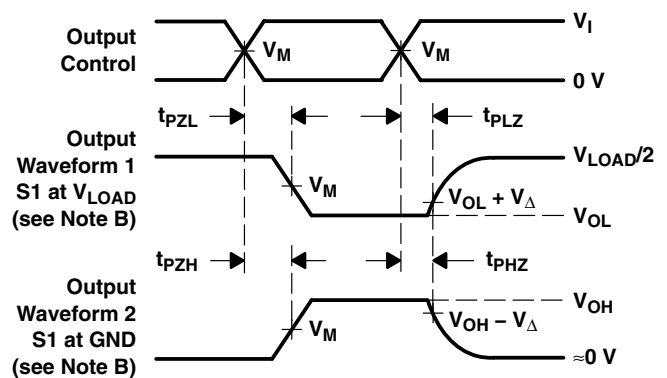 Output
Control
V_I
V_M
V_M
0 V
t_PZL
t_PLZ
Output
Waveform 1
S1 at V_LOAD
(see Note B)
V_LOAD/2
V_M
V_OL + V_Δ
V_OL
t_PZH
t_PHZ
Output
Waveform 2
S1 at GND
(see Note B)
V_OH
V_M
V_OH − V_Δ
≈0 V